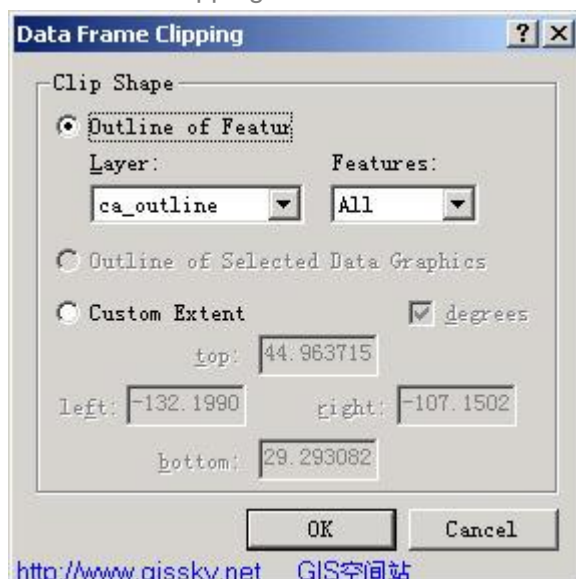 Data Frame Clipping
Clip Shape
Outline of Featur
Layer: Features:
ca_outline All
Outline of Selected Data Graphics
Custom Extent degrees
top: 44.963715
left: -132.1990 right: -107.1502
bottom: 29.293082
OK Cancel
http://www.gissky.net GIS空间站